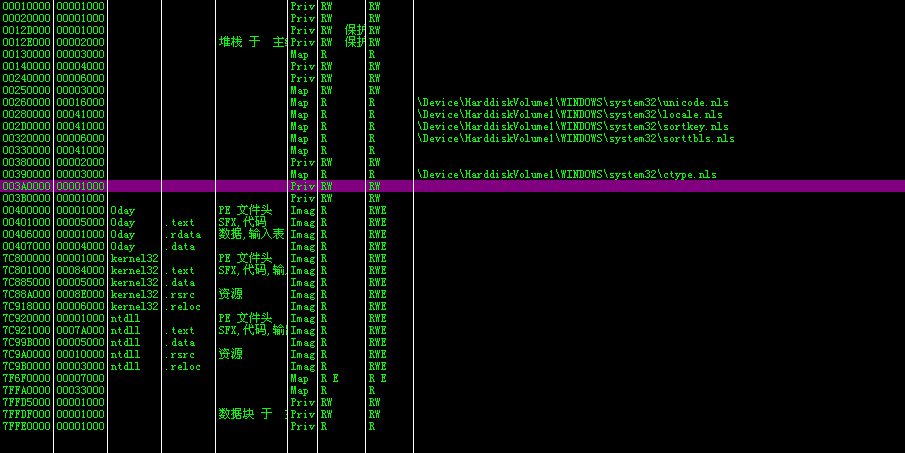 00010000 00001000 Priv RW RW
00020000 00001000 Priv RW RW
0012D000 00001000 Priv RW 保护 RW
0012E000 00002000 堆栈 于 主 Priv RW 保护 RW
00130000 00003000 Map R R
00140000 00004000 Priv RW RW
00240000 00006000 Priv RW RW
00250000 00003000 Map RW RW
00260000 00016000 Map R R \Device\HarddiskVolume1\WINDOWS\system32\unicode.nls
00280000 00041000 Map R R \Device\HarddiskVolume1\WINDOWS\system32\locale.nls
002D0000 00041000 Map R R \Device\HarddiskVolume1\WINDOWS\system32\sortkey.nls
00320000 00006000 Map R R \Device\HarddiskVolume1\WINDOWS\system32\sorttbls.nls
00330000 00041000 Map R R
00380000 00002000 Priv RW RW
00390000 00003000 Map R R \Device\HarddiskVolume1\WINDOWS\system32\ctype.nls
003A0000 00001000 Priv RW RW
003B0000 00001000 Priv RW RW
00400000 00001000 0day PE 文件头 Imag R RWE
00401000 00005000 0day .text SFX,代码 Imag R RWE
00406000 00001000 0day .rdata 数据,输入表 Imag R RWE
00407000 00004000 0day .data Imag R RWE
7C800000 00001000 kernel32 PE 文件头 Imag R RWE
7C801000 00084000 kernel32 .text SFX,代码,输 Imag R RWE
7C885000 00005000 kernel32 .data Imag R RWE
7C88A000 0008E000 kernel32 .rsrc 资源 Imag R RWE
7C918000 00006000 kernel32 .reloc Imag R RWE
7C920000 00001000 ntdll PE 文件头 Imag R RWE
7C921000 0007A000 ntdll .text SFX,代码,输 Imag R RWE
7C99B000 00005000 ntdll .data Imag R RWE
7C9A0000 00010000 ntdll .rsrc 资源 Imag R RWE
7C9B0000 00003000 ntdll .reloc Imag R RWE
7F6F0000 00007000 Map R E R E
7FFA0000 00033000 Map R R
7FFD5000 00001000 Priv RW RW
7FFDF000 00001000 数据块 于 Priv RW RW
7FFE0000 00001000 Priv R R